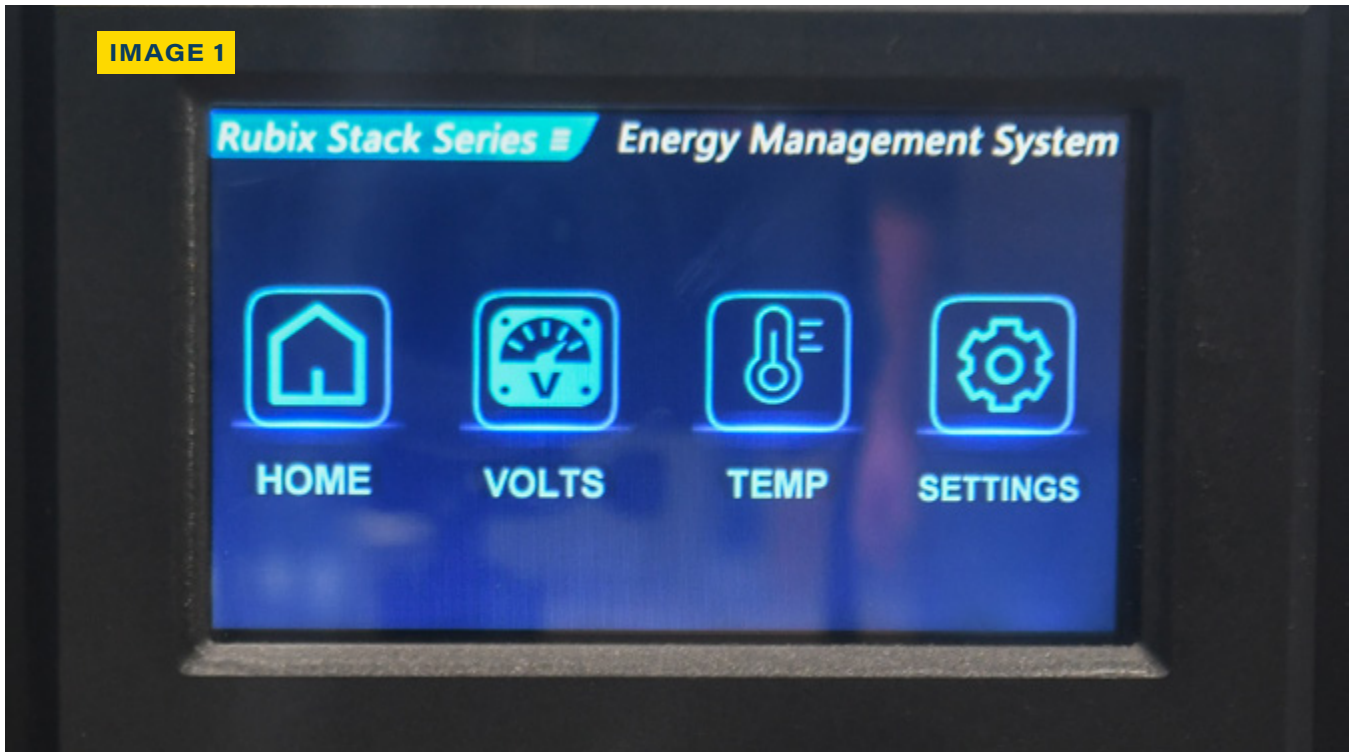 IMAGE 1
Rubix Stack Series Energy Management System
V
HOME VOLTS TEMP SETTINGS